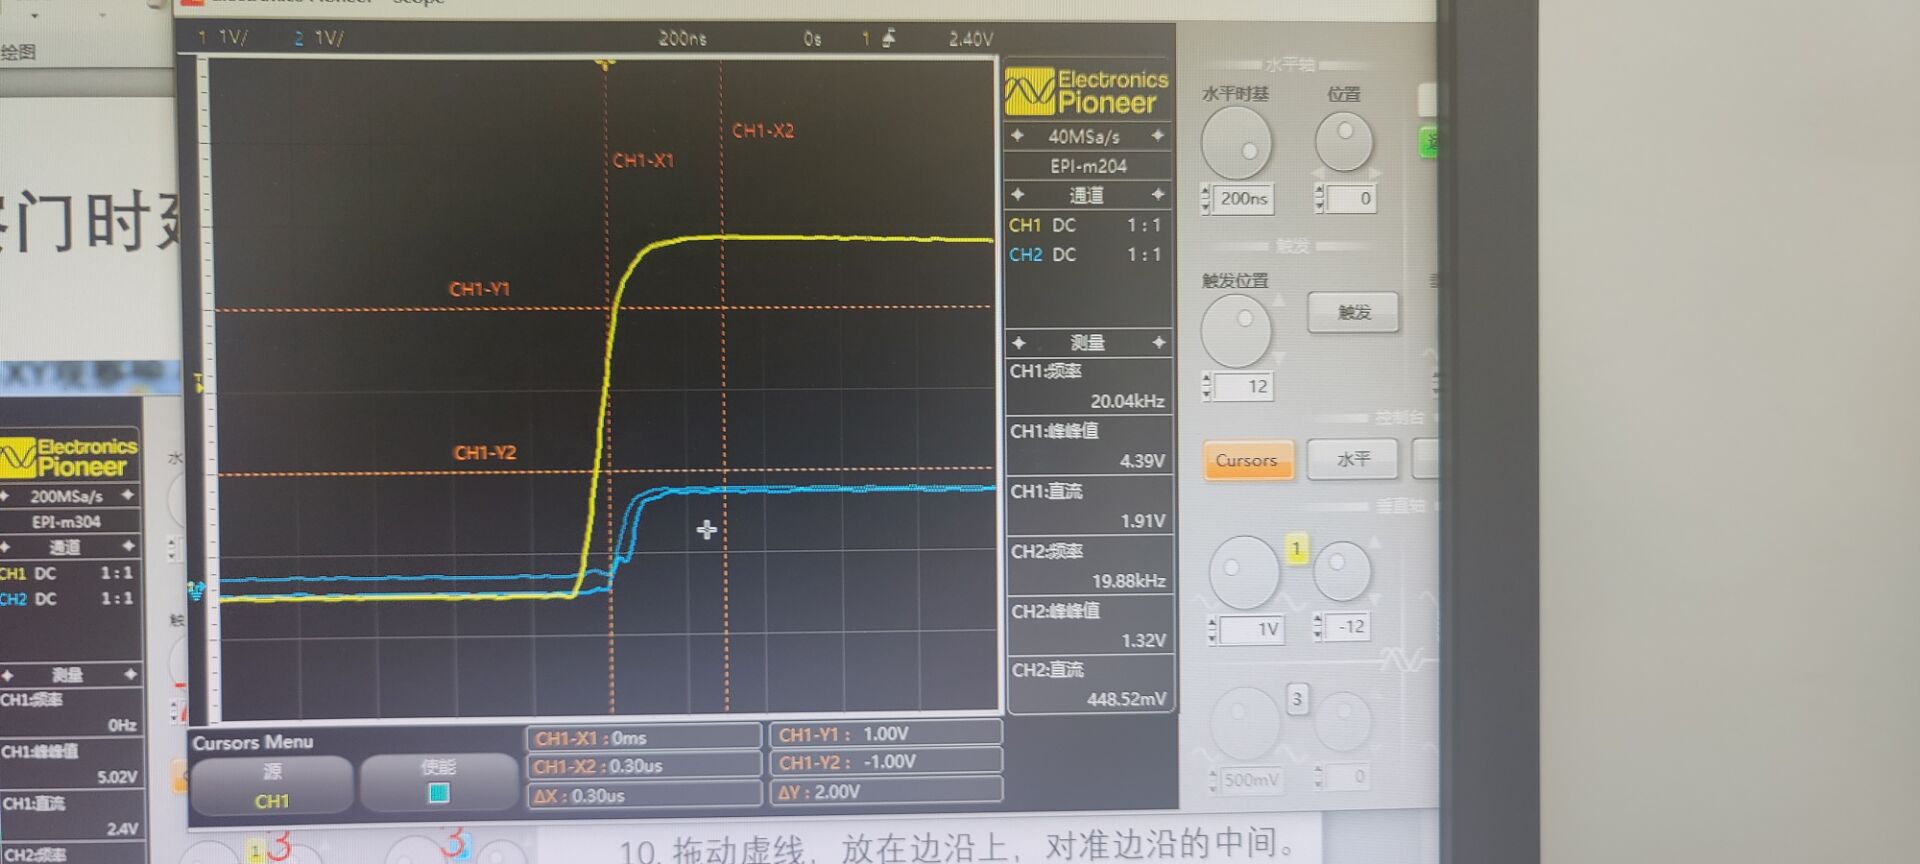 绘图
门时
1 1V/ 2 1V/ 200ns 0s 1 2.40V
CH1-X1
CH1-X2
CH1-Y1
CH1-Y2
T
Electronics
Pioneer
40MSa/s
EPI-m204
通道
CH1 DC 1:1
CH2 DC 1:1
测量
CH1:频率
20.04kHz
CH1:峰峰值
4.39V
CH1:直流
1.91V
CH2:频率
19.88kHz
CH2:峰峰值
1.32V
CH2:直流
448.52mV
水平轴
水平时基 位置
200ns 0
触发
触发位置
触发
12
控制台
Cursors 水平
垂直轴
1
1V -12
3
500mV 0
Cursors Menu
源
CH1
使能
CH1-X1 : 0ms
CH1-X2 : 0.30us
ΔX : 0.30us
CH1-Y1 : 1.00V
CH1-Y2 : -1.00V
ΔY : 2.00V
Electronics
Pioneer
200MSa/s
EPI-m304
通道
CH1 DC 1:1
CH2 DC 1:1
测量
CH1:频率
0Hz
CH1:峰峰值
5.02V
CH1:直流
2.4V
CH2:频率
水
触
1 3 3
10. 拖动虚线，放在边沿上，对准边沿的中间。